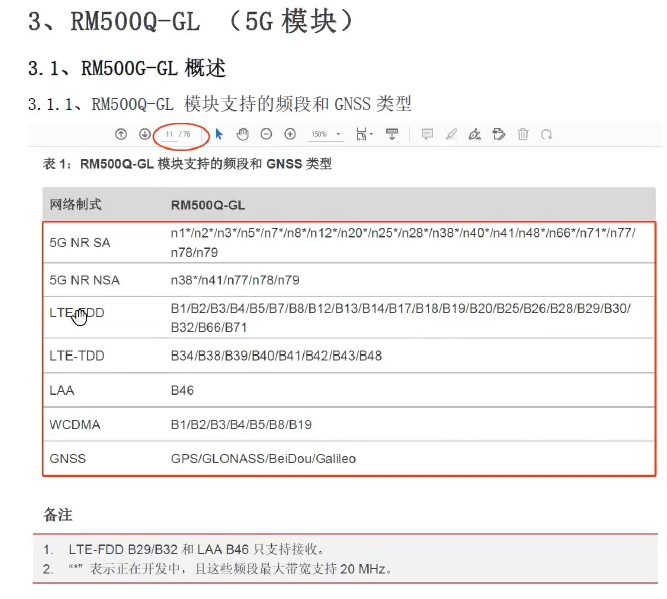 3、RM500Q-GL （5G 模块）
3.1、RM500G-GL 概述
3.1.1、RM500Q-GL 模块支持的频段和 GNSS 类型
11 / 76 150%
表 1：RM500Q-GL 模块支持的频段和 GNSS 类型
网络制式 RM500Q-GL
5G NR SA n1*/n2*/n3*/n5*/n7*/n8*/n12*/n20*/n25*/n28*/n38*/n40*/n41/n48*/n66*/n71*/n77/
n78/n79
5G NR NSA n38*/n41/n77/n78/n79
LTE-FDD B1/B2/B3/B4/B5/B7/B8/B12/B13/B14/B17/B18/B19/B20/B25/B26/B28/B29/B30/
B32/B66/B71
LTE-TDD B34/B38/B39/B40/B41/B42/B43/B48
LAA B46
WCDMA B1/B2/B3/B4/B5/B8/B19
GNSS GPS/GLONASS/BeiDou/Galileo
备注
1. LTE-FDD B29/B32 和 LAA B46 只支持接收。
2. “*” 表示正在开发中，且这些频段最大带宽支持 20 MHz。